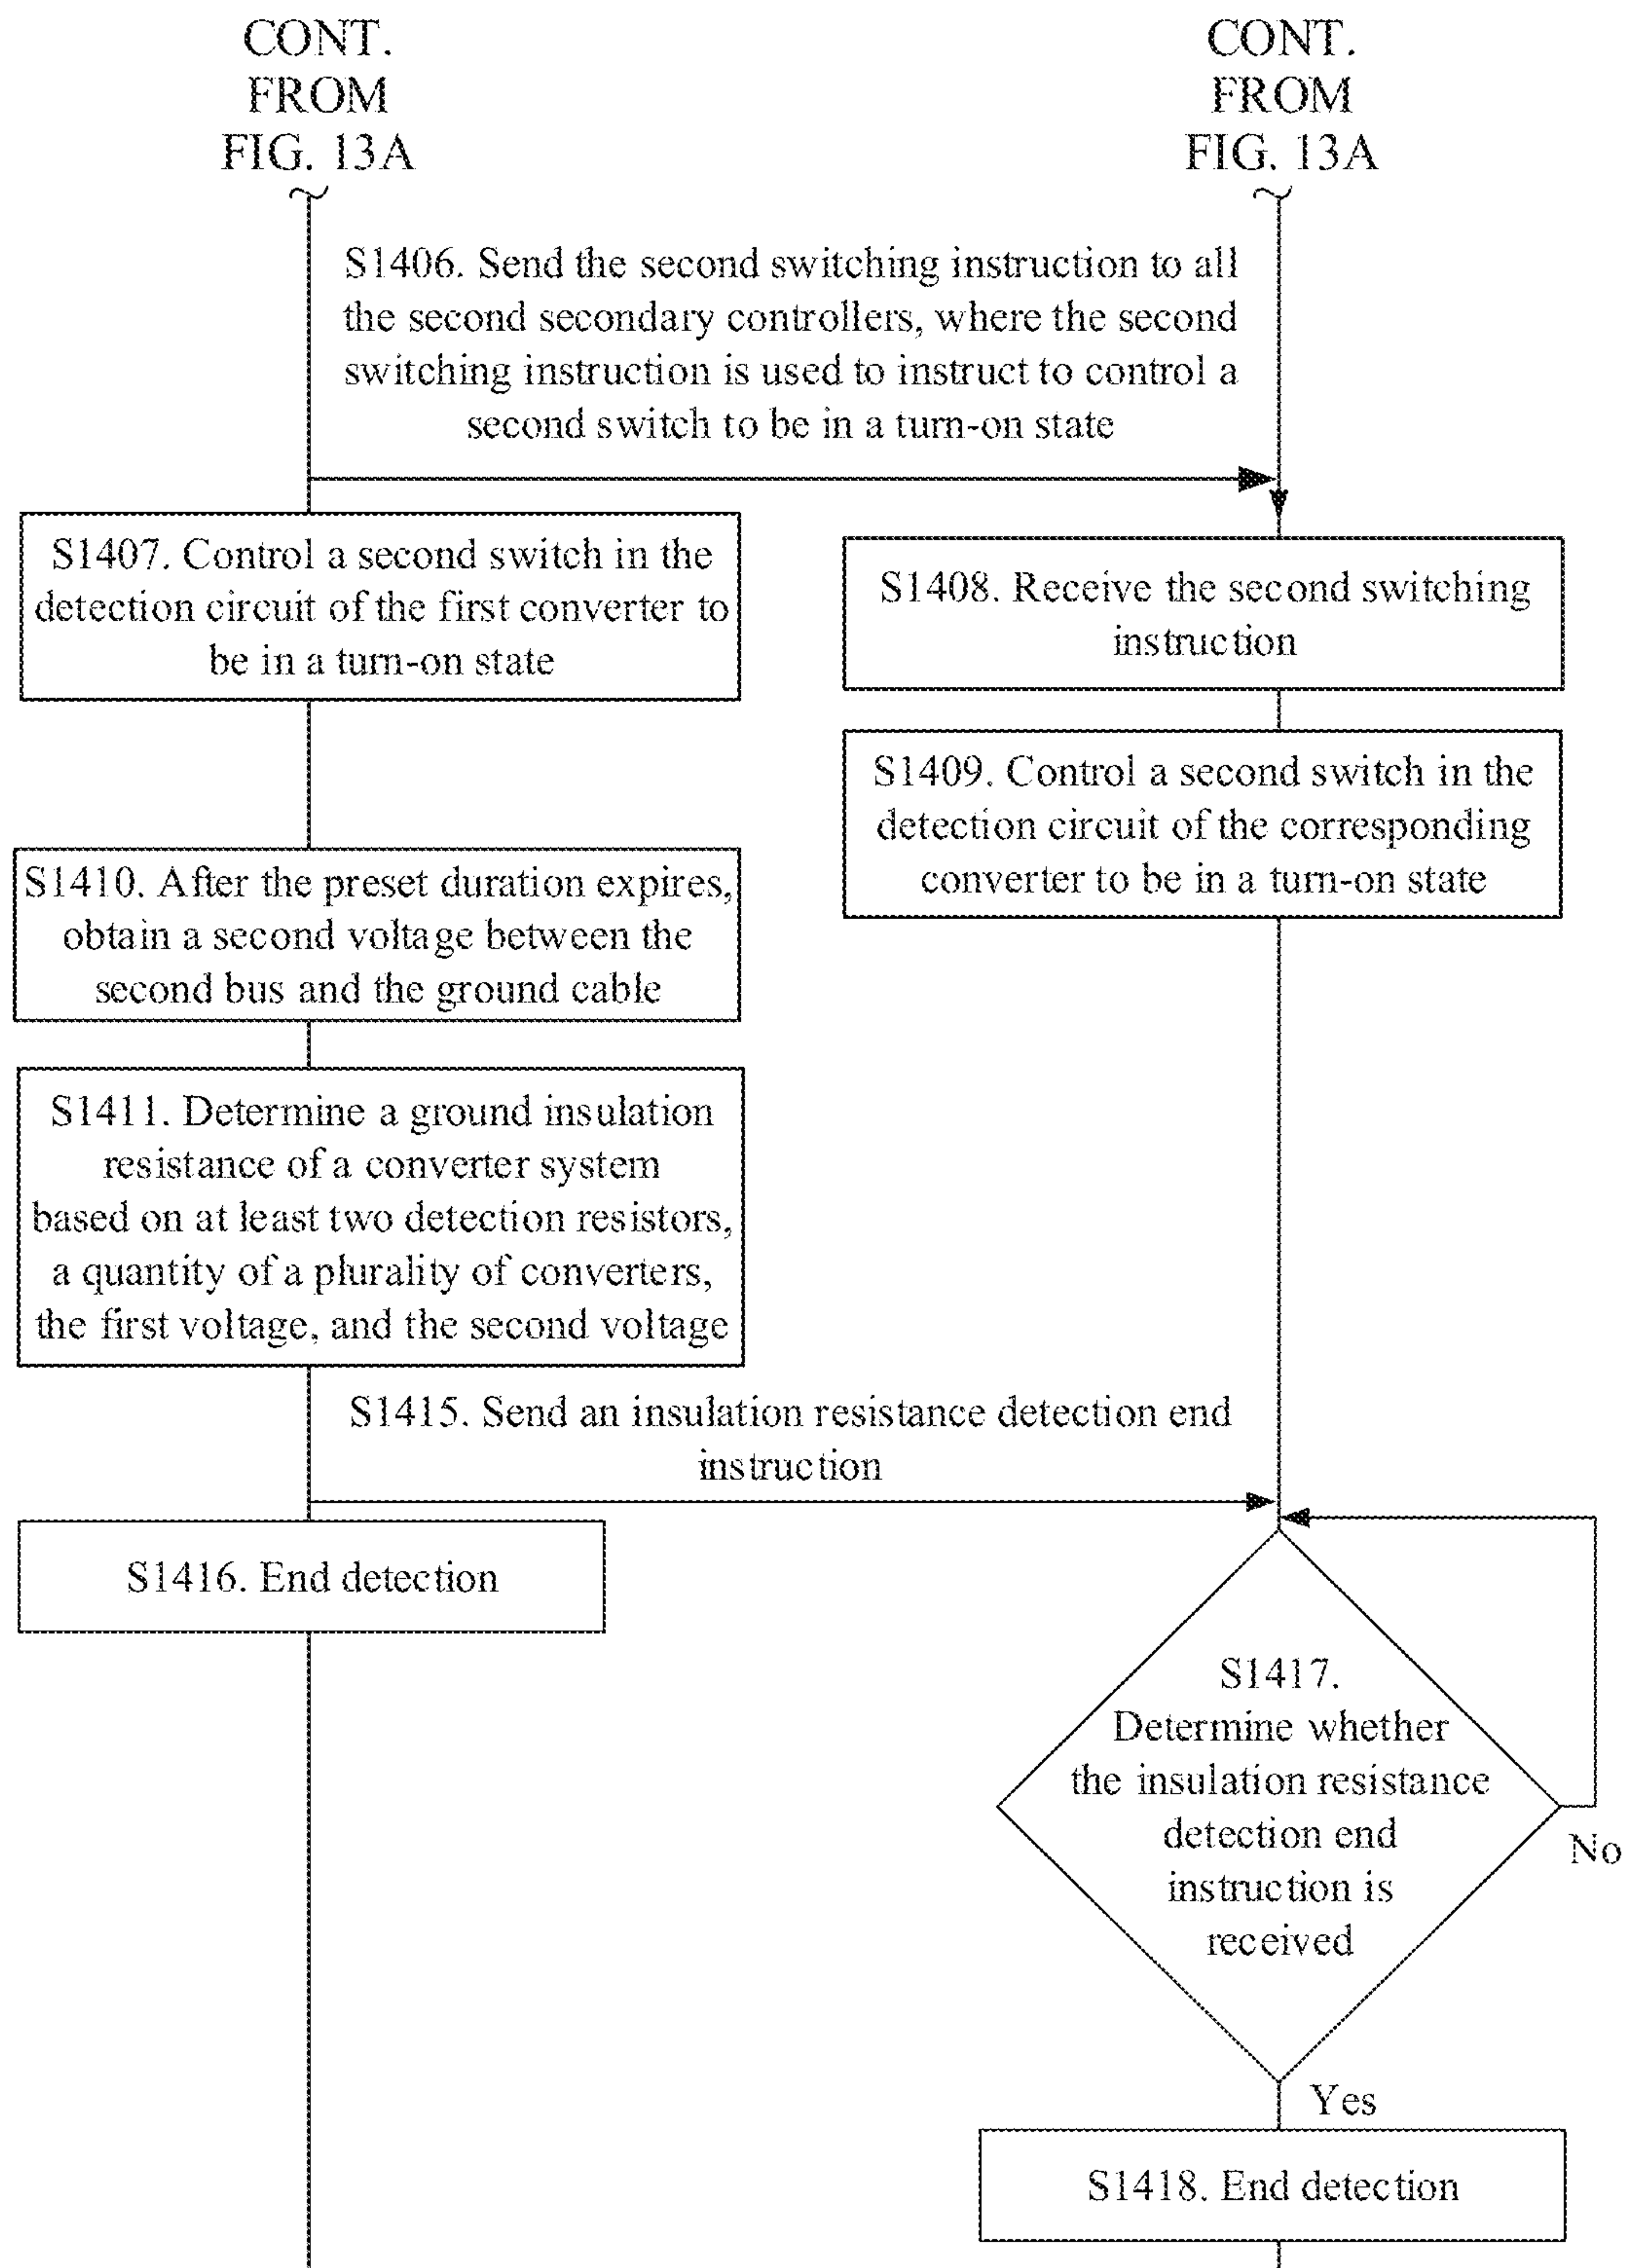 CONT.
FROM
FIG. 13A
CONT.
FROM
FIG. 13A
S1406. Send the second switching instruction to all
the second secondary controllers, where the second
switching instruction is used to instruct to control a
second switch to be in a turn-on state
S1407. Control a second switch in the
detection circuit of the first converter to
be in a turn-on state
S1408. Receive the second switching
instruction
S1409. Control a second switch in the
detection circuit of the corresponding
converter to be in a turn-on state
S1410. After the preset duration expires,
obtain a second voltage between the
second bus and the ground cable
S1411. Determine a ground insulation
resistance of a converter system
based on at least two detection resistors,
a quantity of a plurality of converters,
the first voltage, and the second voltage
S1415. Send an insulation resistance detection end
instruction
S1416. End detection
S1417.
Determine whether
the insulation resistance
detection end
instruction is
received
No
Yes
S1418. End detection